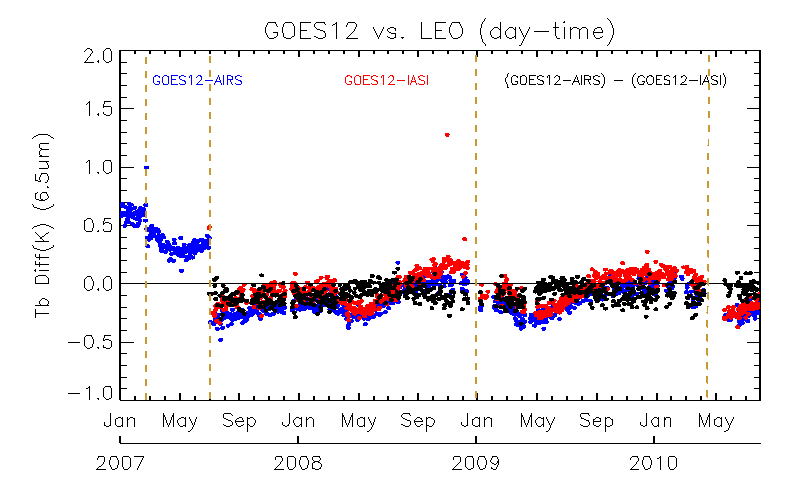 GOES12 vs. LEO (day-time)
GOES12-AIRS GOES12-IASI (GOES12-AIRS) - (GOES12-IASI)
Tb Diff(K) (6.5um)
2.0
1.5
1.0
0.5
0.0
-0.5
-1.0
Jan May Sep Jan May Sep Jan May Sep Jan May
2007 2008 2009 2010